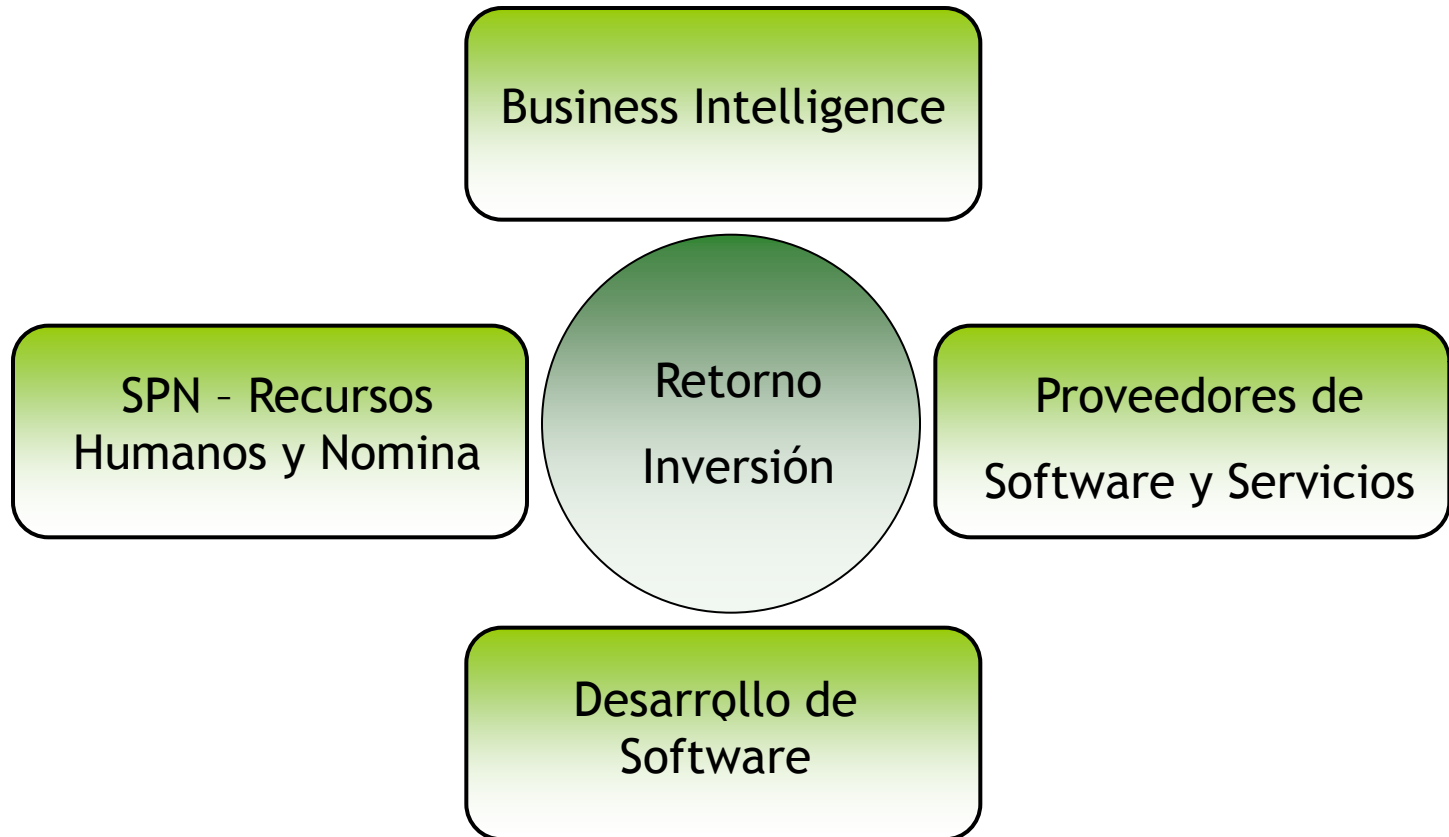 Business Intelligence
SPN – Recursos
Humanos y Nomina
Retorno
Inversión
Proveedores de
Software y Servicios
Desarrollo de
Software